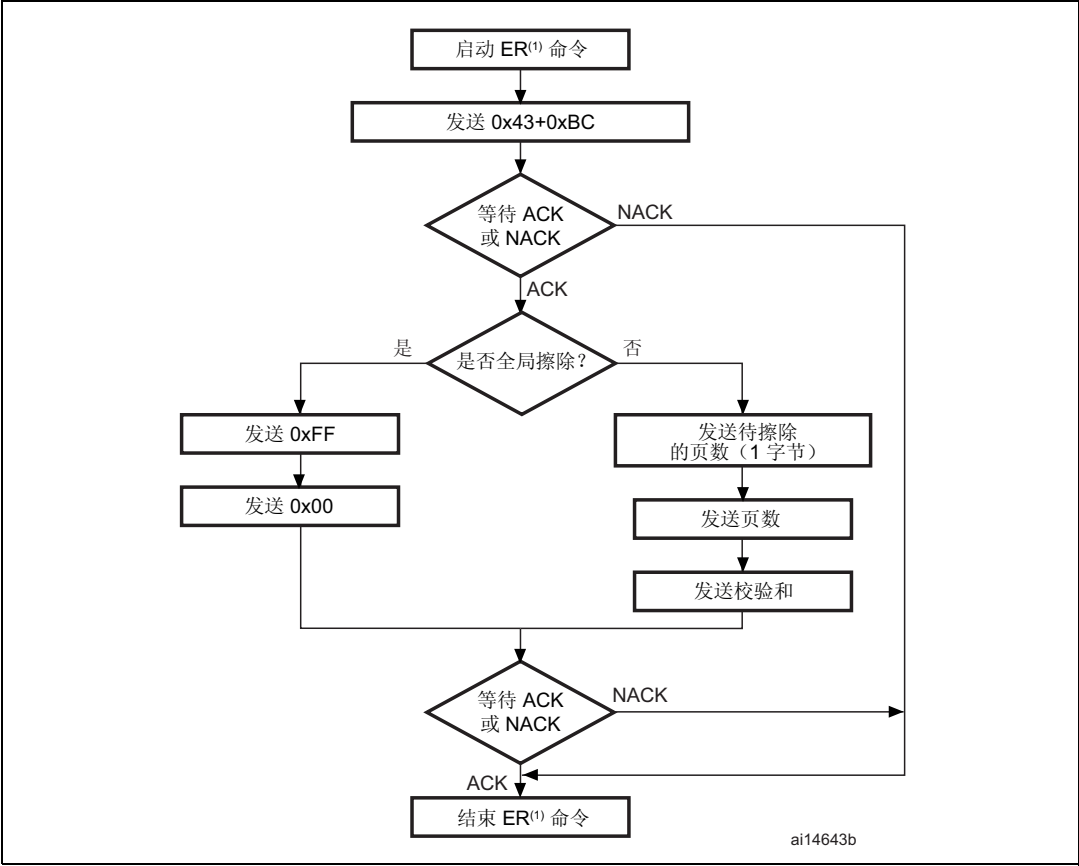 启动 ER(1) 命令
发送 0x43+0xBC
等待 ACK
或 NACK
NACK
ACK
是否全局擦除？
是
否
发送 0xFF
发送 0x00
发送待擦除
的页数（1 字节）
发送页数
发送校验和
等待 ACK
或 NACK
NACK
ACK
结束 ER(1) 命令
ai14643b